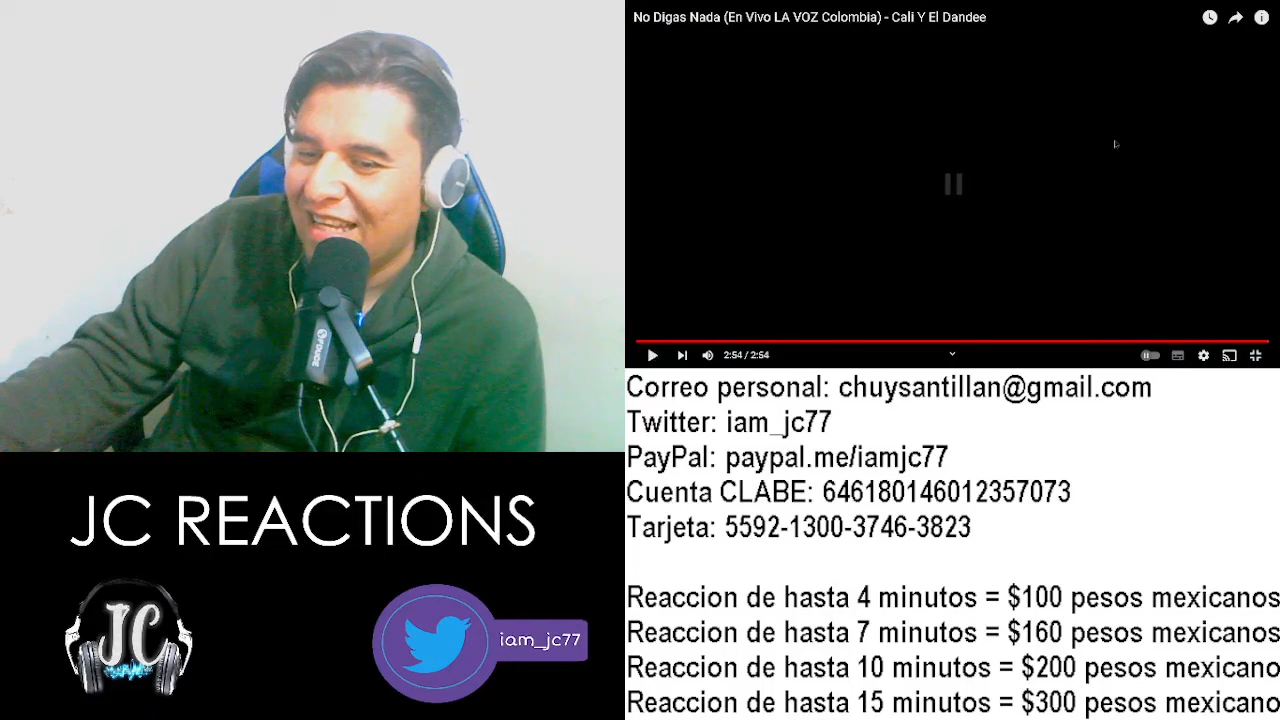 No Digas Nada (En Vivo LA VOZ Colombia) - Cali Y El Dandee
2:54 / 2:54
Correo personal: chuysantillan@gmail.com
Twitter: iam_jc77
PayPal: paypal.me/iamjc77
Cuenta CLABE: 646180146012357073
Tarjeta: 5592-1300-3746-3823
Reaccion de hasta 4 minutos = $100 pesos mexicanos
Reaccion de hasta 7 minutos = $160 pesos mexicanos
Reaccion de hasta 10 minutos = $200 pesos mexicano
Reaccion de hasta 15 minutos = $300 pesos mexicano
JC REACTIONS
JC
iam_jc77